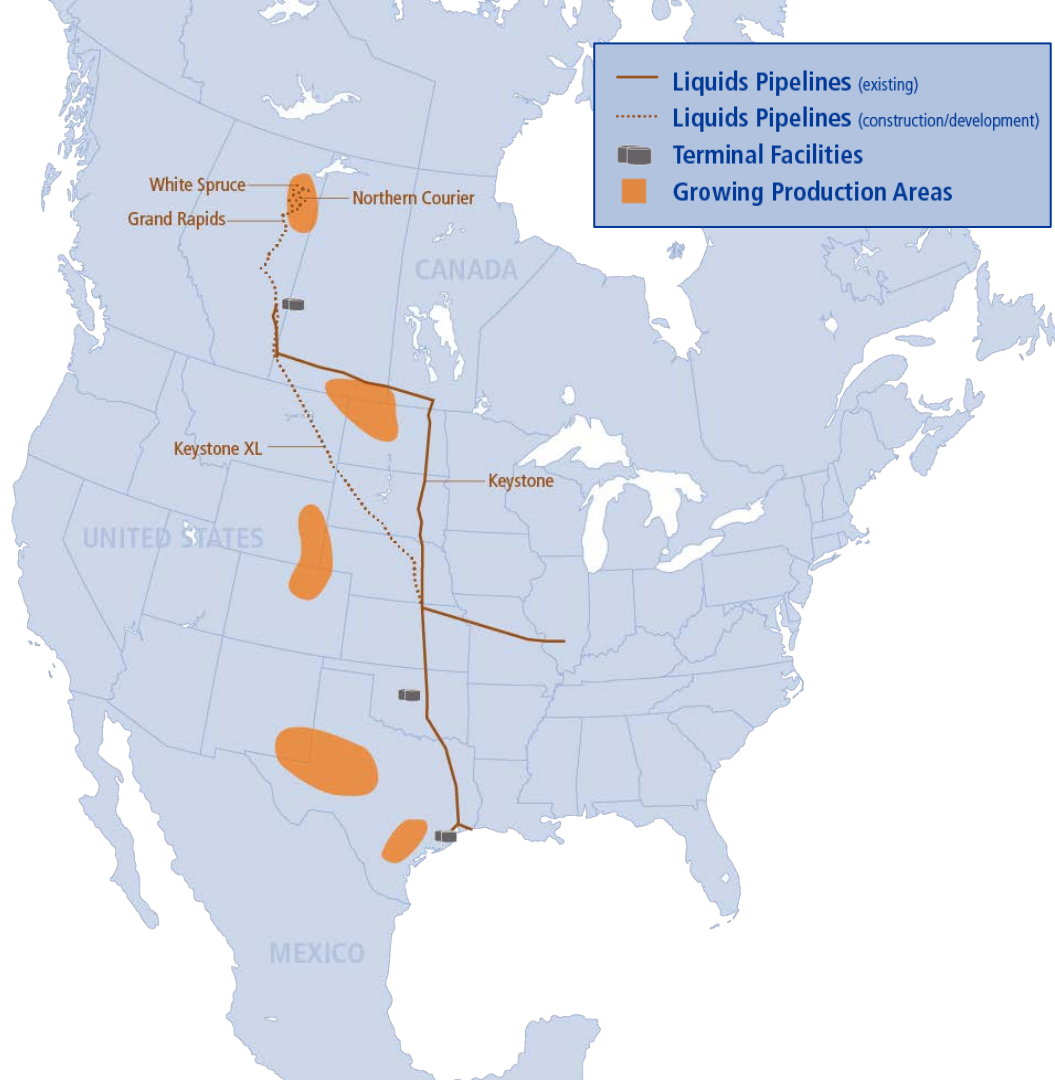 Liquids Pipelines (existing)
Liquids Pipelines (construction/development)
Terminal Facilities
Growing Production Areas
White Spruce
Northern Courier
Grand Rapids
CANADA
Keystone XL
Keystone
UNITED STATES
MEXICO